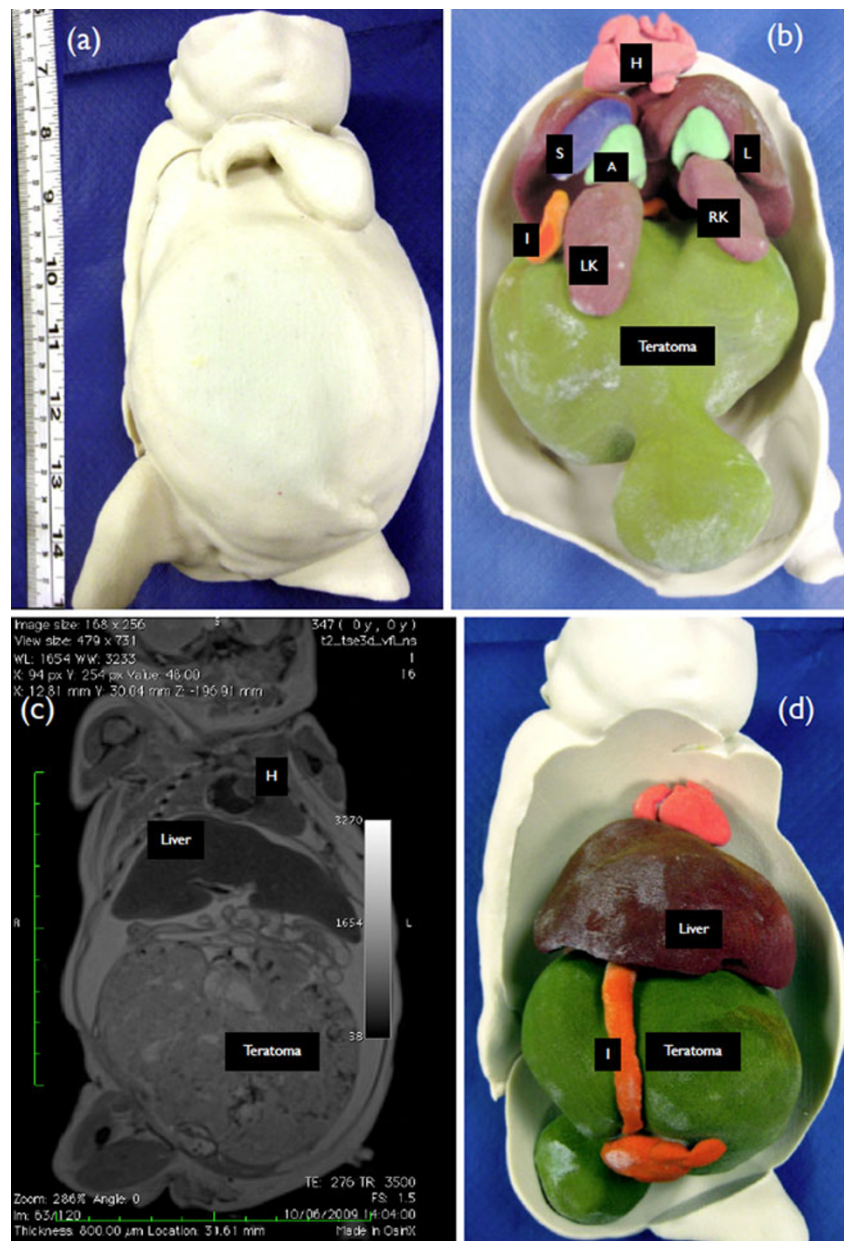 (a)
7
8
9
10
11
12
13
14
(b)
H
S
A
L
I
RK
LK
Teratoma
Image size: 168 x 256
View size: 479 x 731
WL: 1654 WW: 3233
X: 94 px Y: 254 px Value: 48.00
X: 12.81 mm Y: 30.04 mm Z: -196.91 mm
S
347 ( 0 y , 0 y )
t2_tse3d_vfl_ns
1
16
(c)
H
Liver
3270
R
1654
L
38
Teratoma
Zoom: 286% Angle: 0
Im: 63/120
Thickness: 800.00 µm Location: 31.61 mm
TE: 276 TR: 3500
FS: 1.5
10/06/2009 14:04:00
Made in OsiriX
(d)
Liver
I
Teratoma